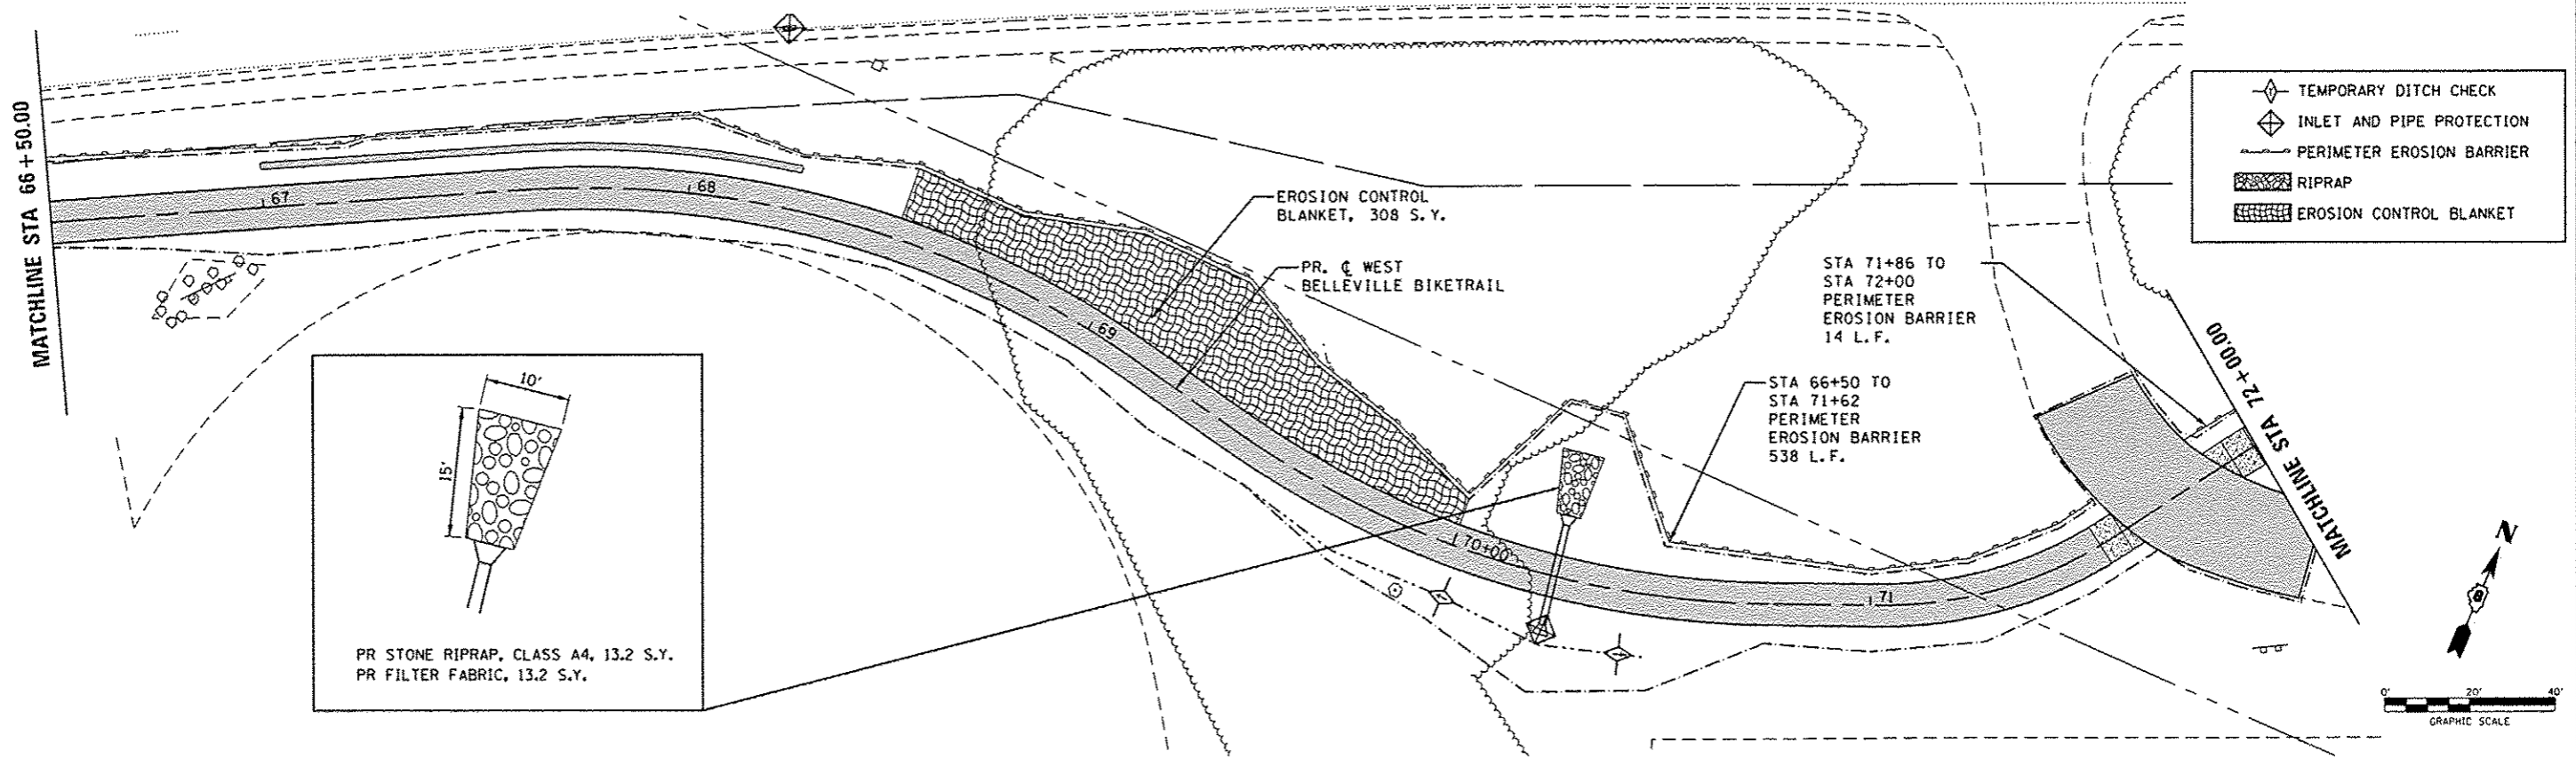 MATCHLINE STA 66+50.00
67
68
EROSION CONTROL
BLANKET, 308 S.Y.
PR. ℄ WEST
BELLEVILLE BIKETRAIL
69
70+00
71
STA 71+86 TO
STA 72+00
PERIMETER
EROSION BARRIER
14 L.F.
STA 66+50 TO
STA 71+62
PERIMETER
EROSION BARRIER
538 L.F.
MATCHLINE STA 72+00.00
TEMPORARY DITCH CHECK
INLET AND PIPE PROTECTION
PERIMETER EROSION BARRIER
RIPRAP
EROSION CONTROL BLANKET
10'
15'
PR STONE RIPRAP, CLASS A4, 13.2 S.Y.
PR FILTER FABRIC, 13.2 S.Y.
N
0' 20' 40'
GRAPHIC SCALE